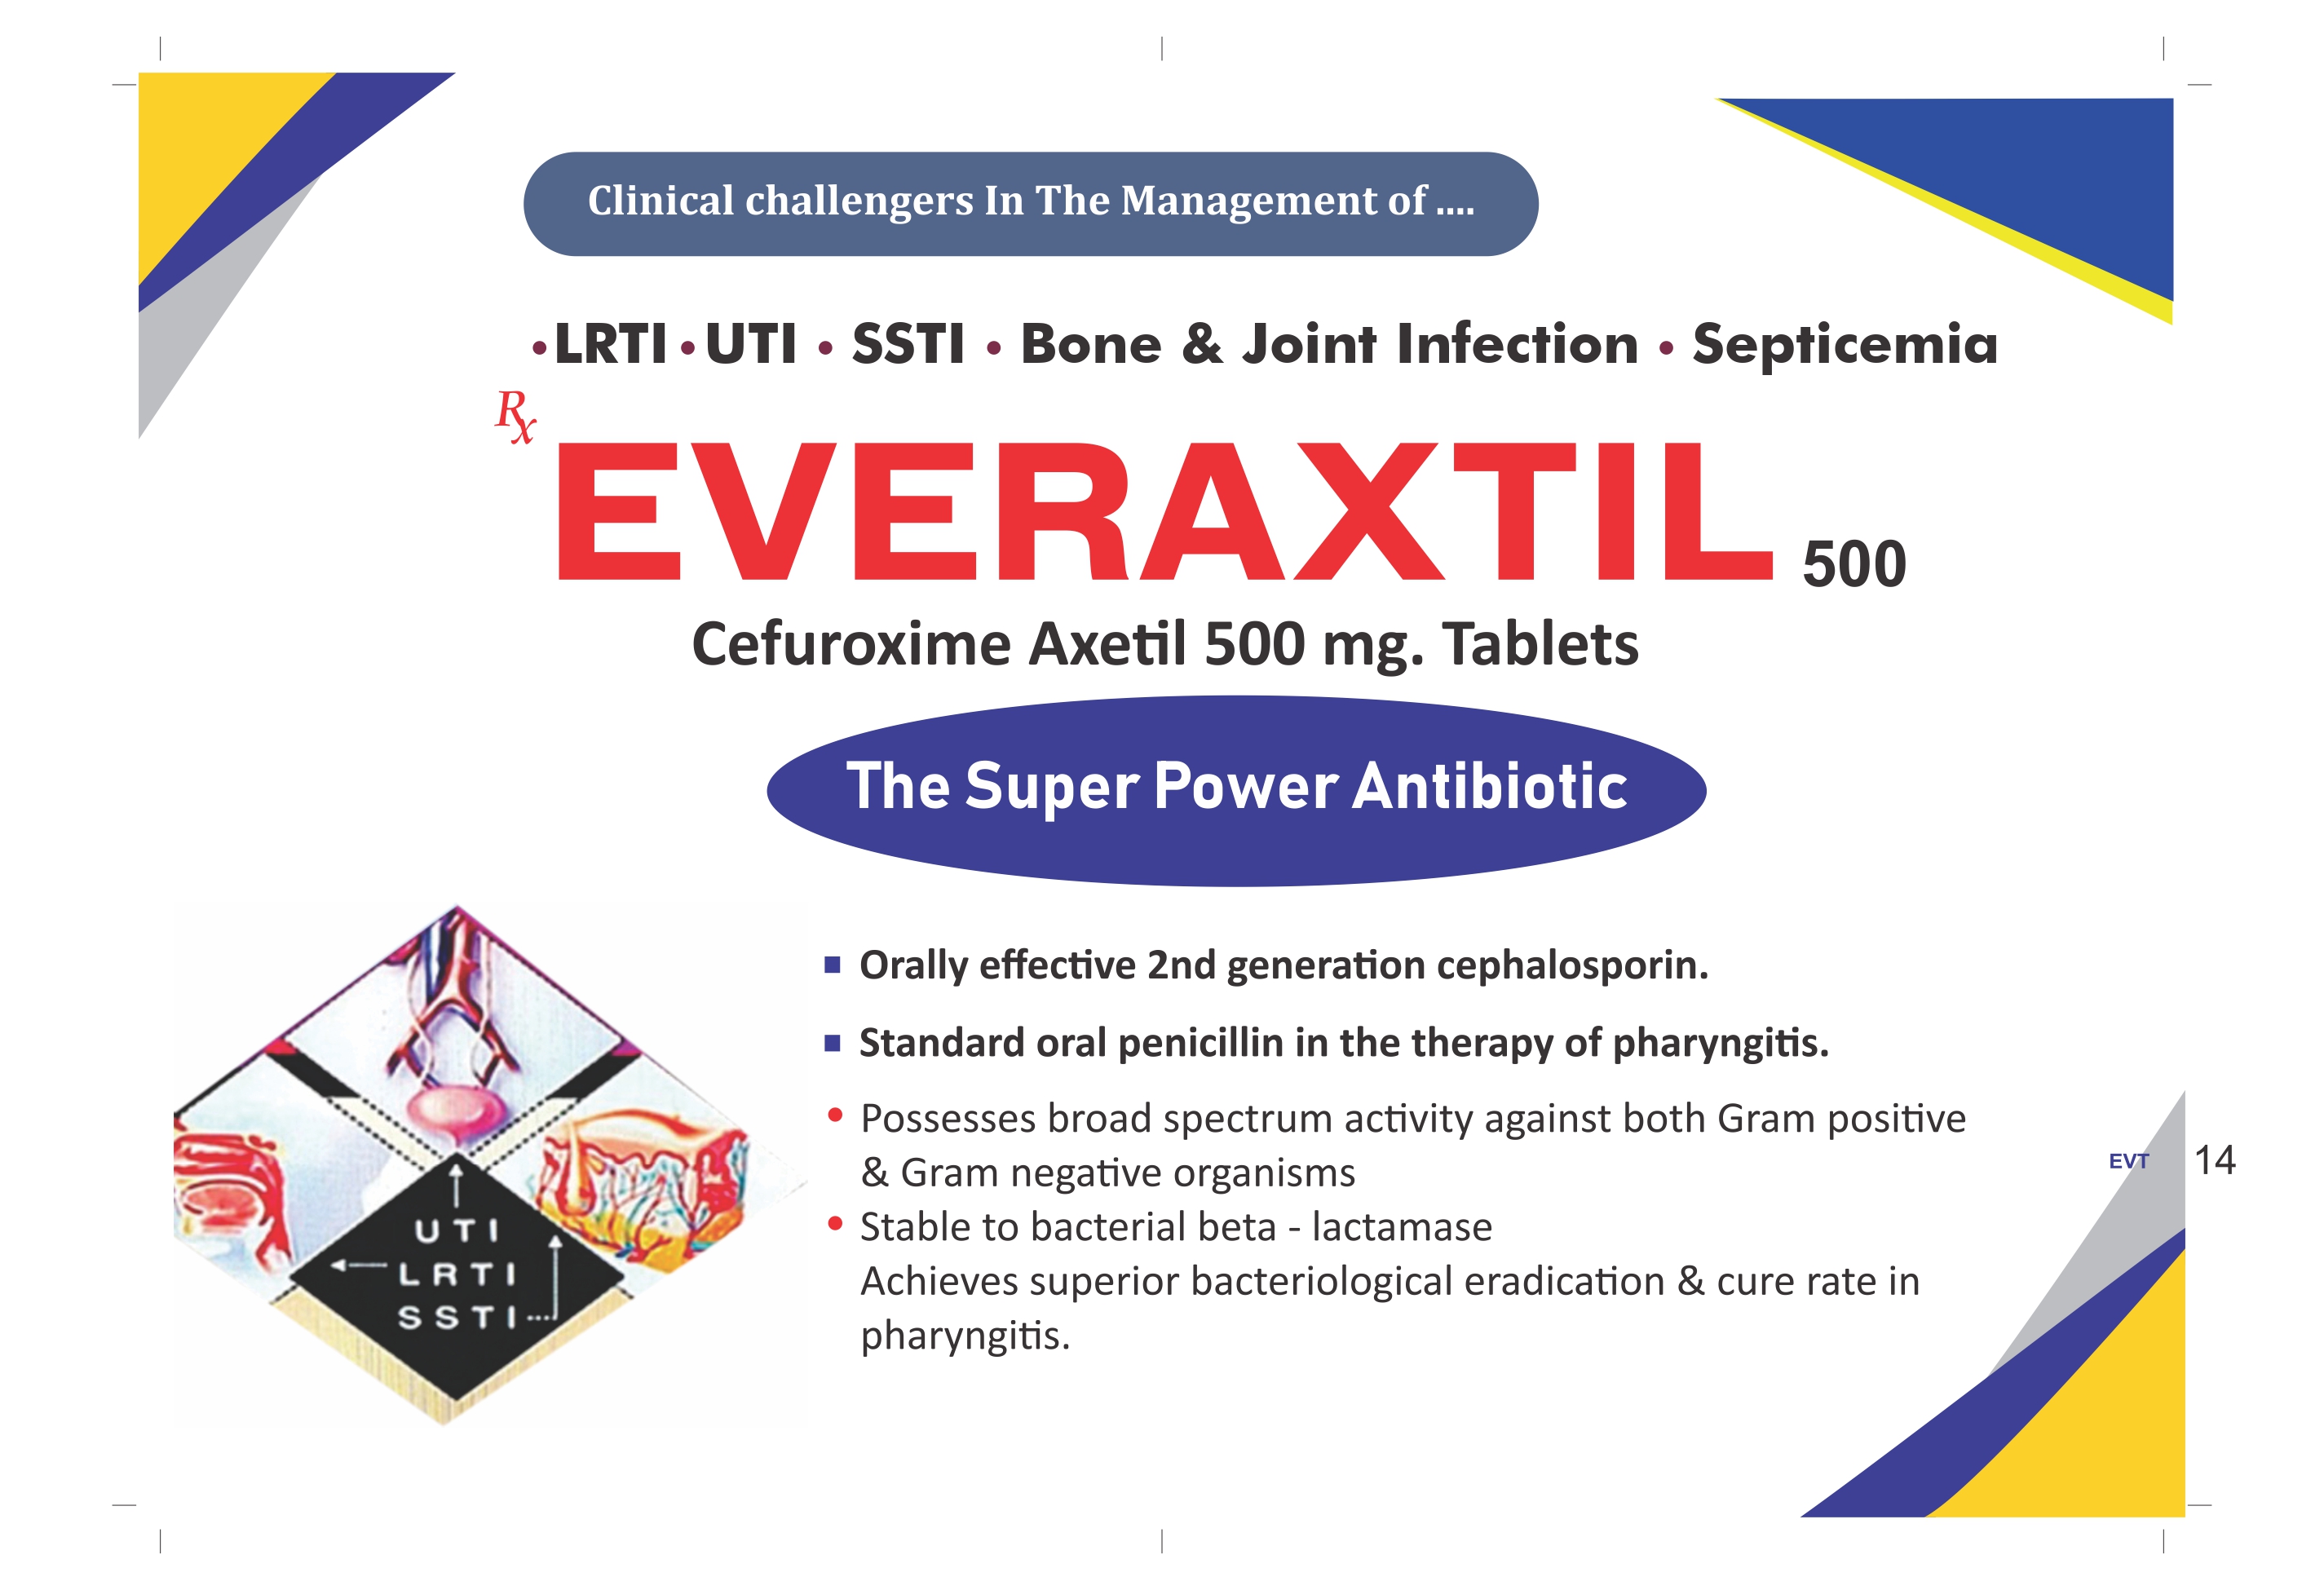 Clinical challengers In The Management of ....
• LRTI • UTI • SSTI • Bone & Joint Infection • Septicemia
Rx
EVERAXTIL 500
Cefuroxime Axetil 500 mg. Tablets
The Super Power Antibiotic
▪ Orally effective 2nd generation cephalosporin.
▪ Standard oral penicillin in the therapy of pharyngitis.
• Possesses broad spectrum activity against both Gram positive
& Gram negative organisms
• Stable to bacterial beta - lactamase
Achieves superior bacteriological eradication & cure rate in
pharyngitis.
UTI
LRTI
SSTI
EVT 14